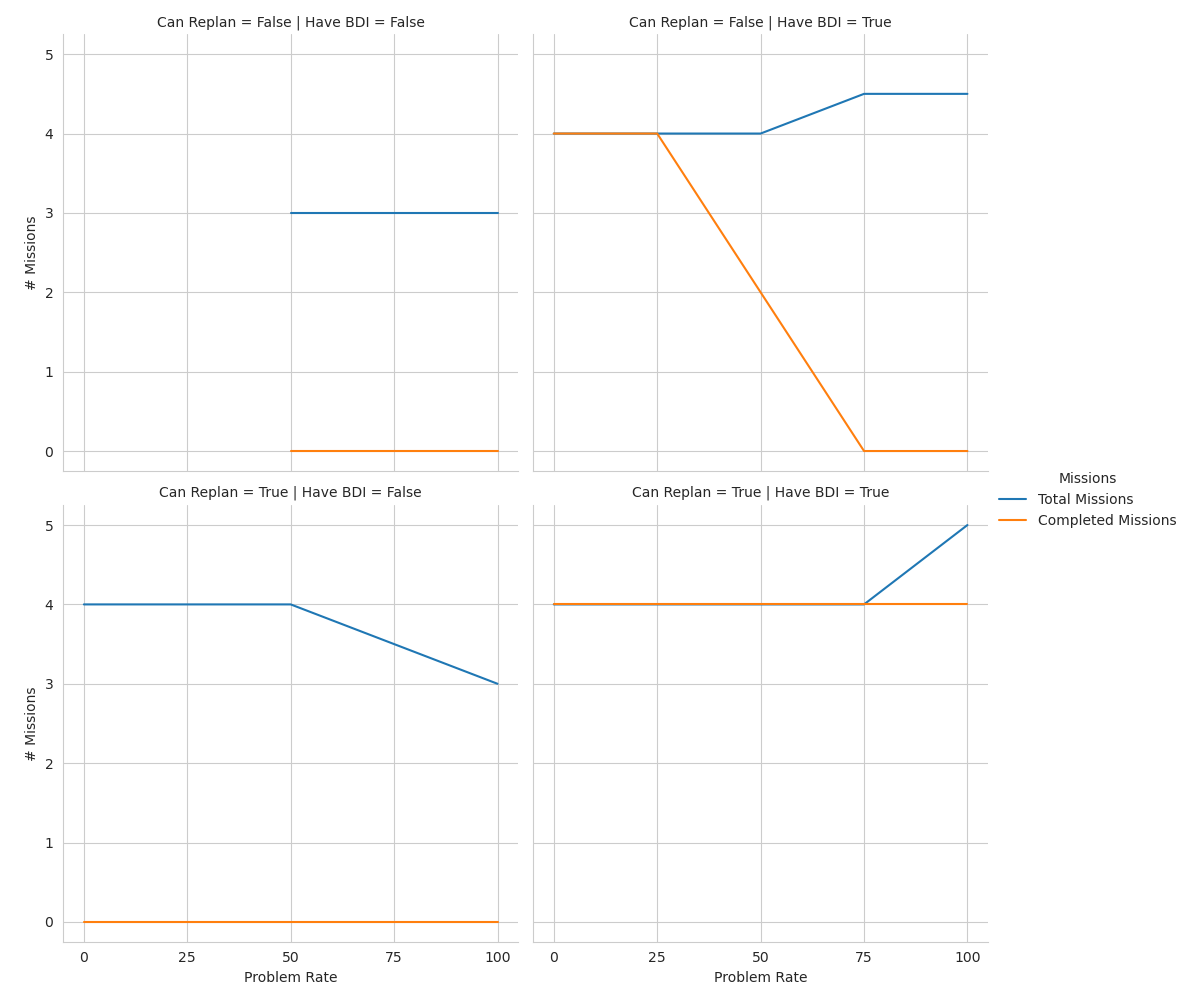 Can Replan = False | Have BDI = False
Can Replan = False | Have BDI = True
5
4
3
2
1
0
# Missions
Can Replan = True | Have BDI = False
Can Replan = True | Have BDI = True
Missions
Total Missions
Completed Missions
5
4
3
2
1
0
# Missions
0 25 50 75 100
0 25 50 75 100
Problem Rate
Problem Rate